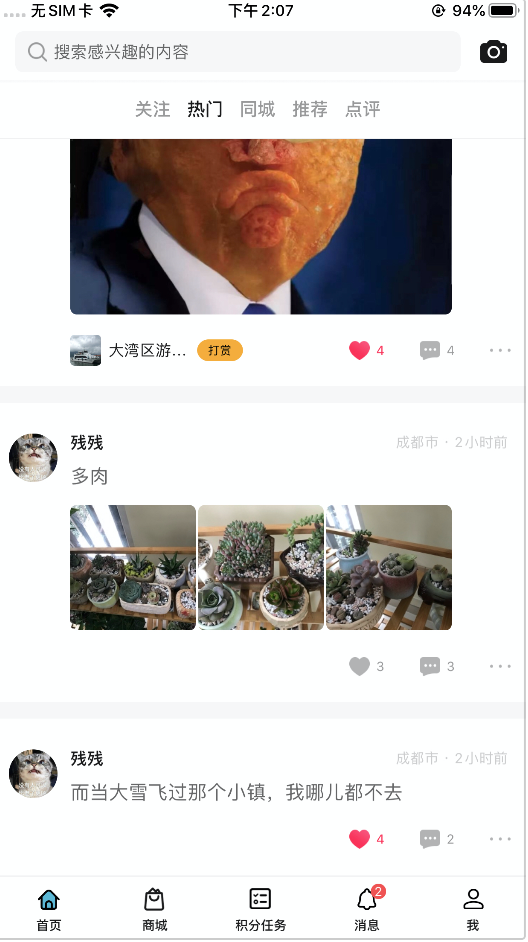 无SIM卡 下午2:07 94%
搜索感兴趣的内容
关注 热门 同城 推荐 点评
大湾区游... 打赏 4 4
残残 成都市 · 2小时前
多肉
3 3
残残 成都市 · 2小时前
而当大雪飞过那个小镇，我哪儿都不去
4 2
2
首页 商城 积分任务 消息 我